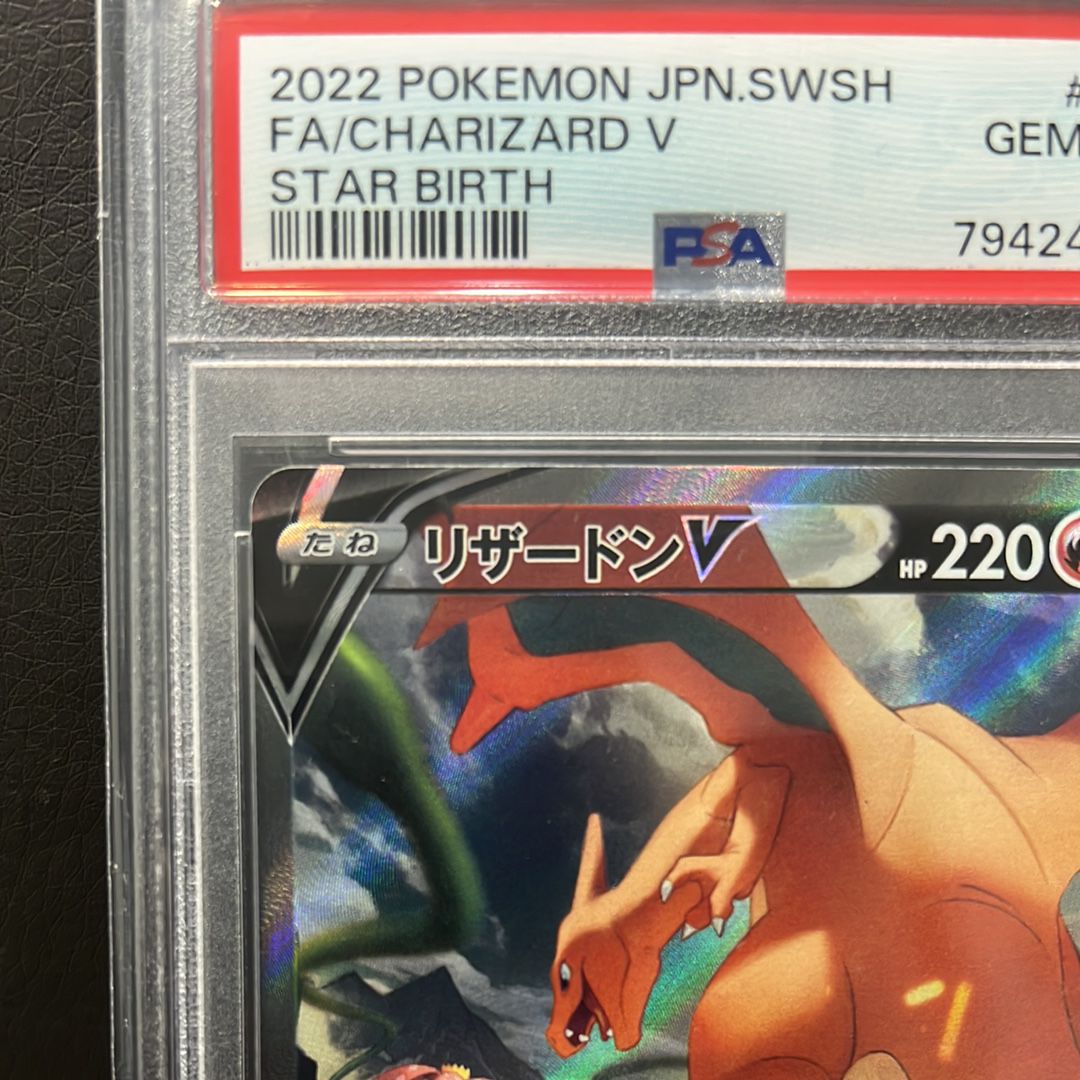 2022 POKEMON JPN.SWSH #
FA/CHARIZARD V GEM
STAR BIRTH
PSA 79424
たね リザードンV HP 220